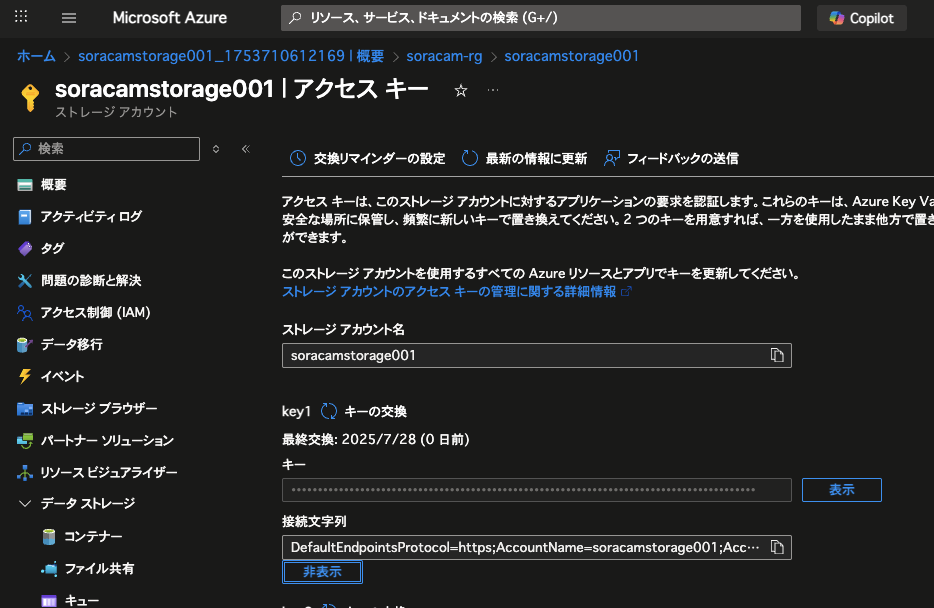 Microsoft Azure
リソース、サービス、ドキュメントの検索 (G+/)
Copilot
ホーム > soracamstorage001_1753710612169 | 概要 > soracam-rg > soracamstorage001
soracamstorage001 | アクセス キー ☆ …
ストレージ アカウント
検索
概要
アクティビティ ログ
タグ
問題の診断と解決
アクセス制御 (IAM)
データ移行
イベント
ストレージ ブラウザー
パートナー ソリューション
リソース ビジュアライザー
データ ストレージ
コンテナー
ファイル共有
キュー
交換リマインダーの設定
最新の情報に更新
フィードバックの送信
アクセス キーは、このストレージ アカウントに対するアプリケーションの要求を認証します。これらのキーは、Azure Key Va
安全な場所に保管し、頻繁に新しいキーで置き換えてください。2 つのキーを用意すれば、一方を使用したまま他方で置き
ができます。
このストレージ アカウントを使用するすべての Azure リソースとアプリでキーを更新してください。
ストレージ アカウントのアクセス キーの管理に関する詳細情報
ストレージ アカウント名
soracamstorage001
key1 キーの交換
最終交換: 2025/7/28 (0 日前)
キー
表示
接続文字列
DefaultEndpointsProtocol=https;AccountName=soracamstorage001;Acc…
非表示